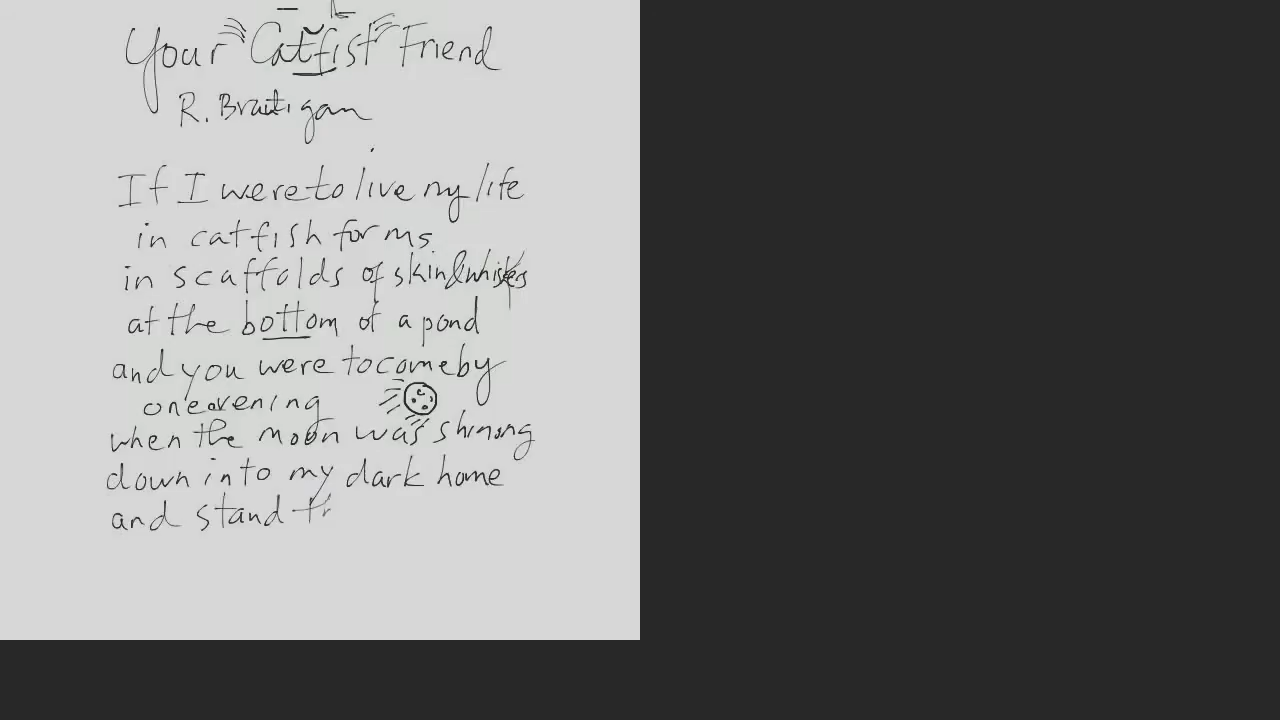 Your Catfish Friend
R. Brautigan
If I were to live my life
in catfish forms
in scaffolds of skin & whiskers
at the bottom of a pond
and you were to come by
one evening
when the moon was shining
down into my dark home
and stand